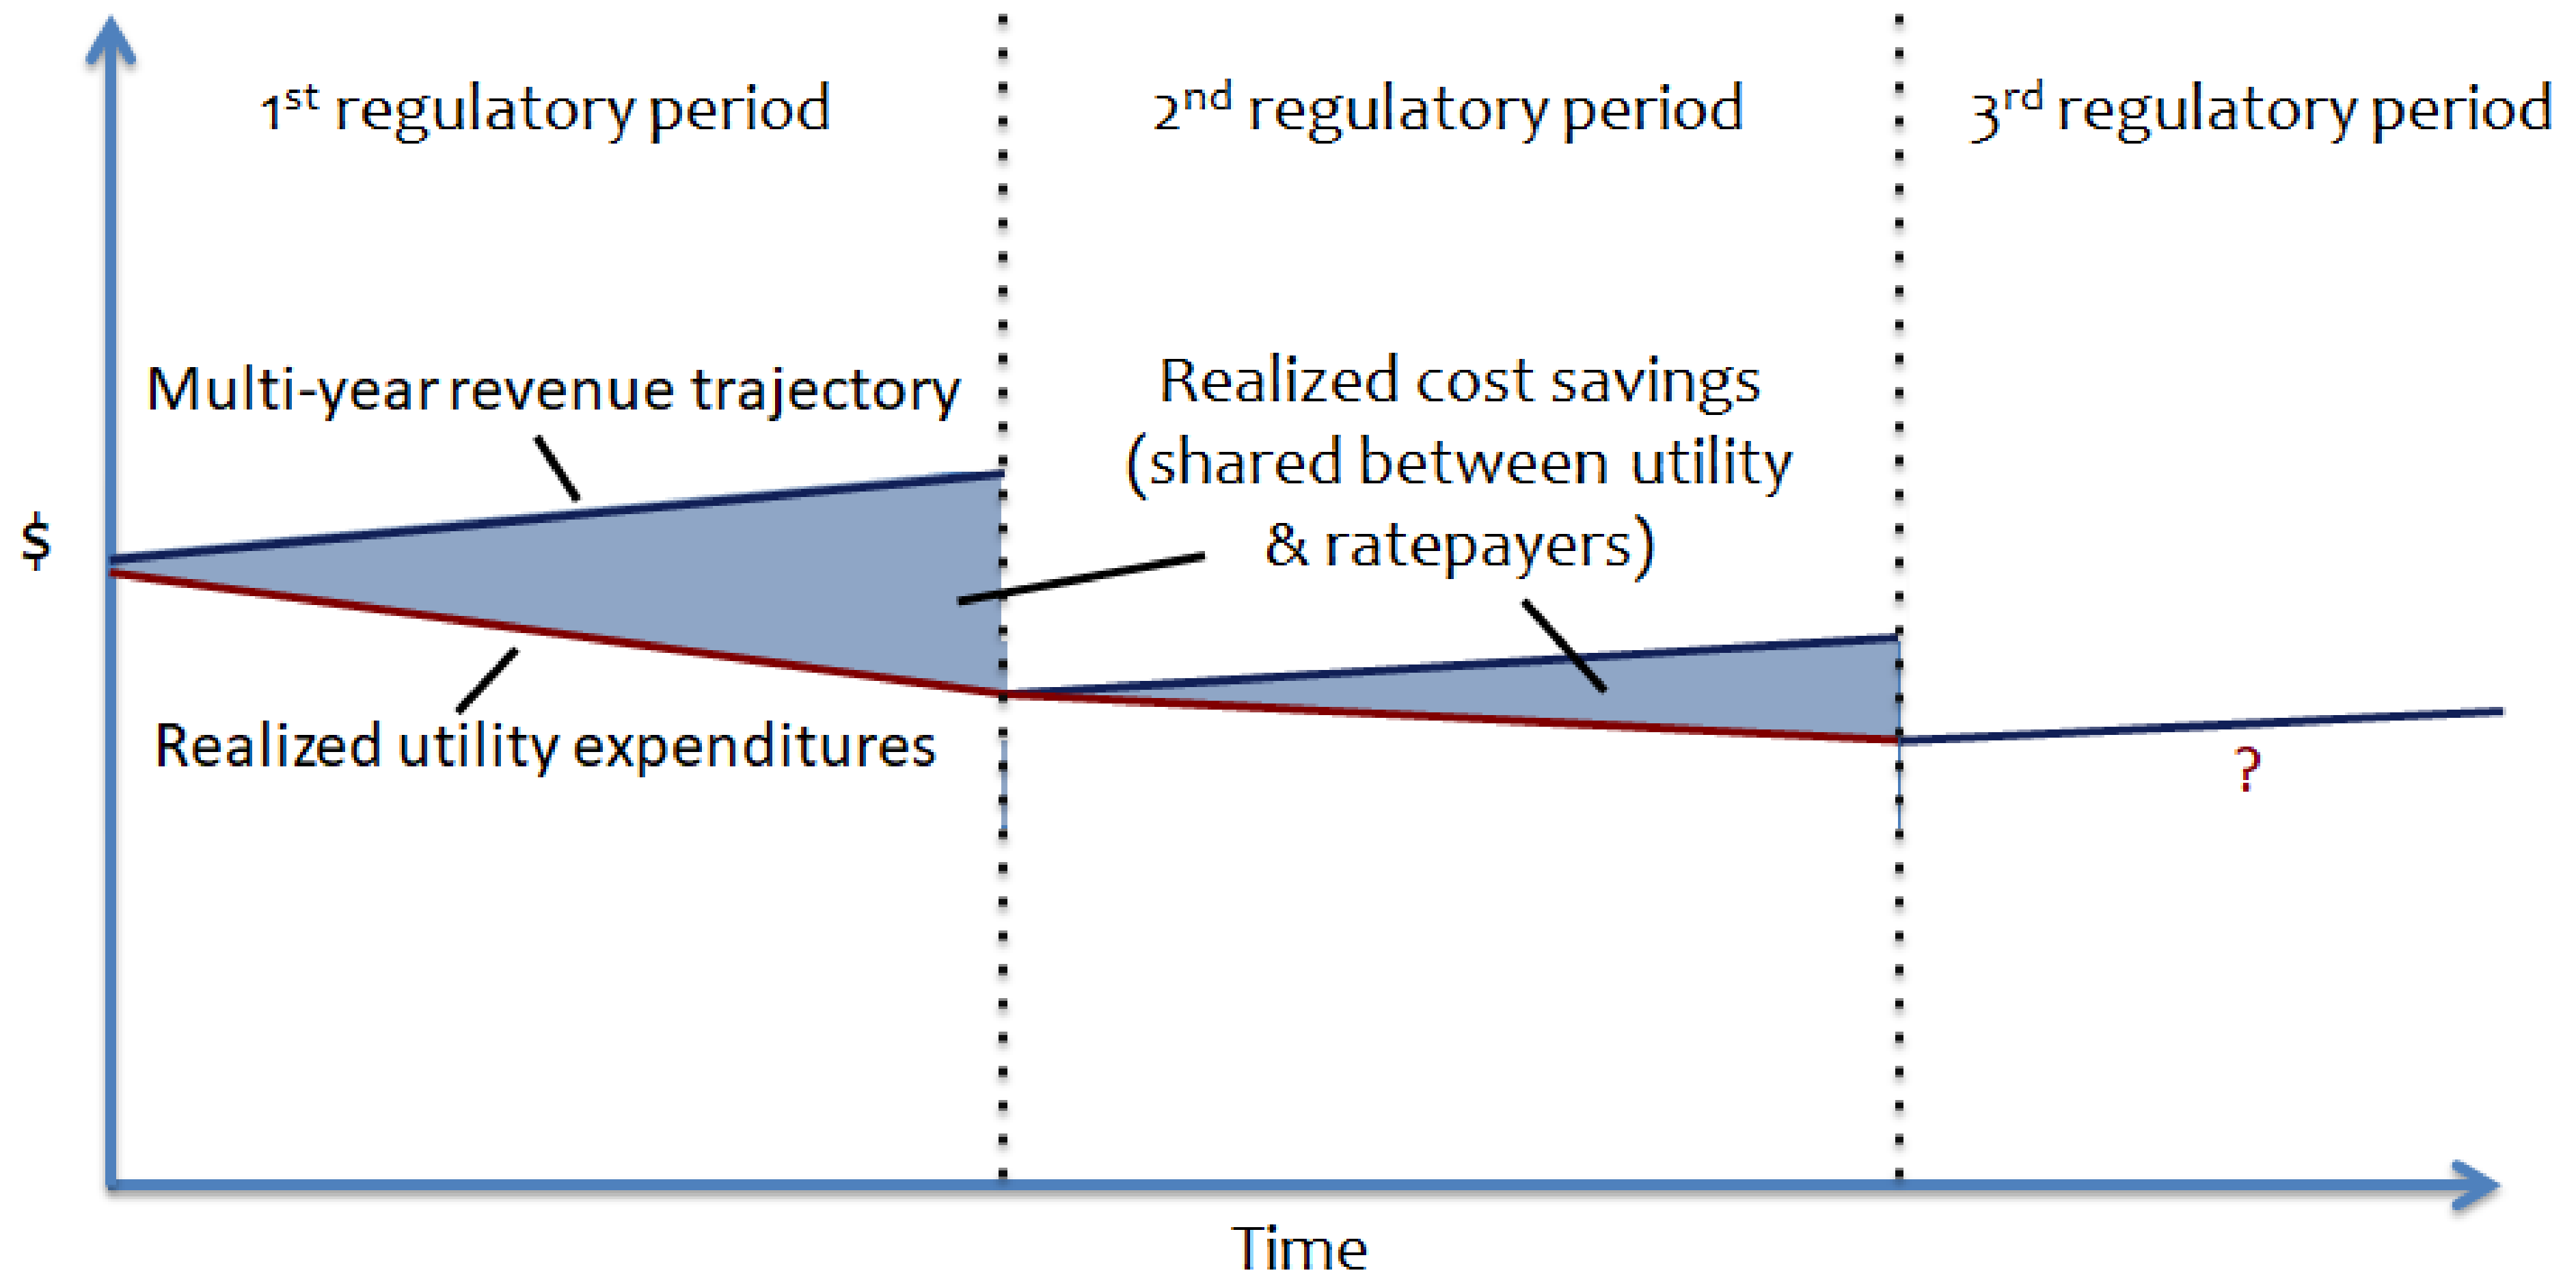 1st regulatory period
2nd regulatory period
3rd regulatory period
Multi-year revenue trajectory
Realized cost savings
(shared between utility
& ratepayers)
$
Realized utility expenditures
?
Time